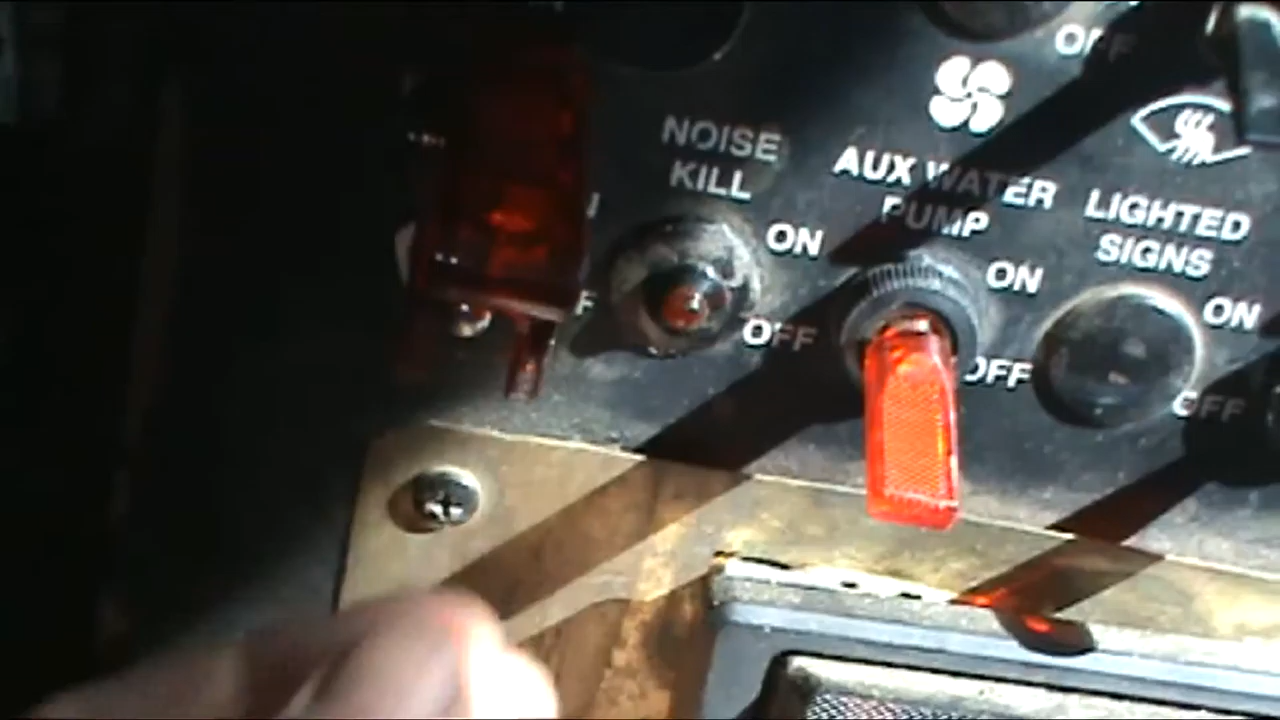 OFF
NOISE
KILL
ON
OFF
AUX WATER
PUMP
ON
OFF
LIGHTED
SIGNS
ON
OFF